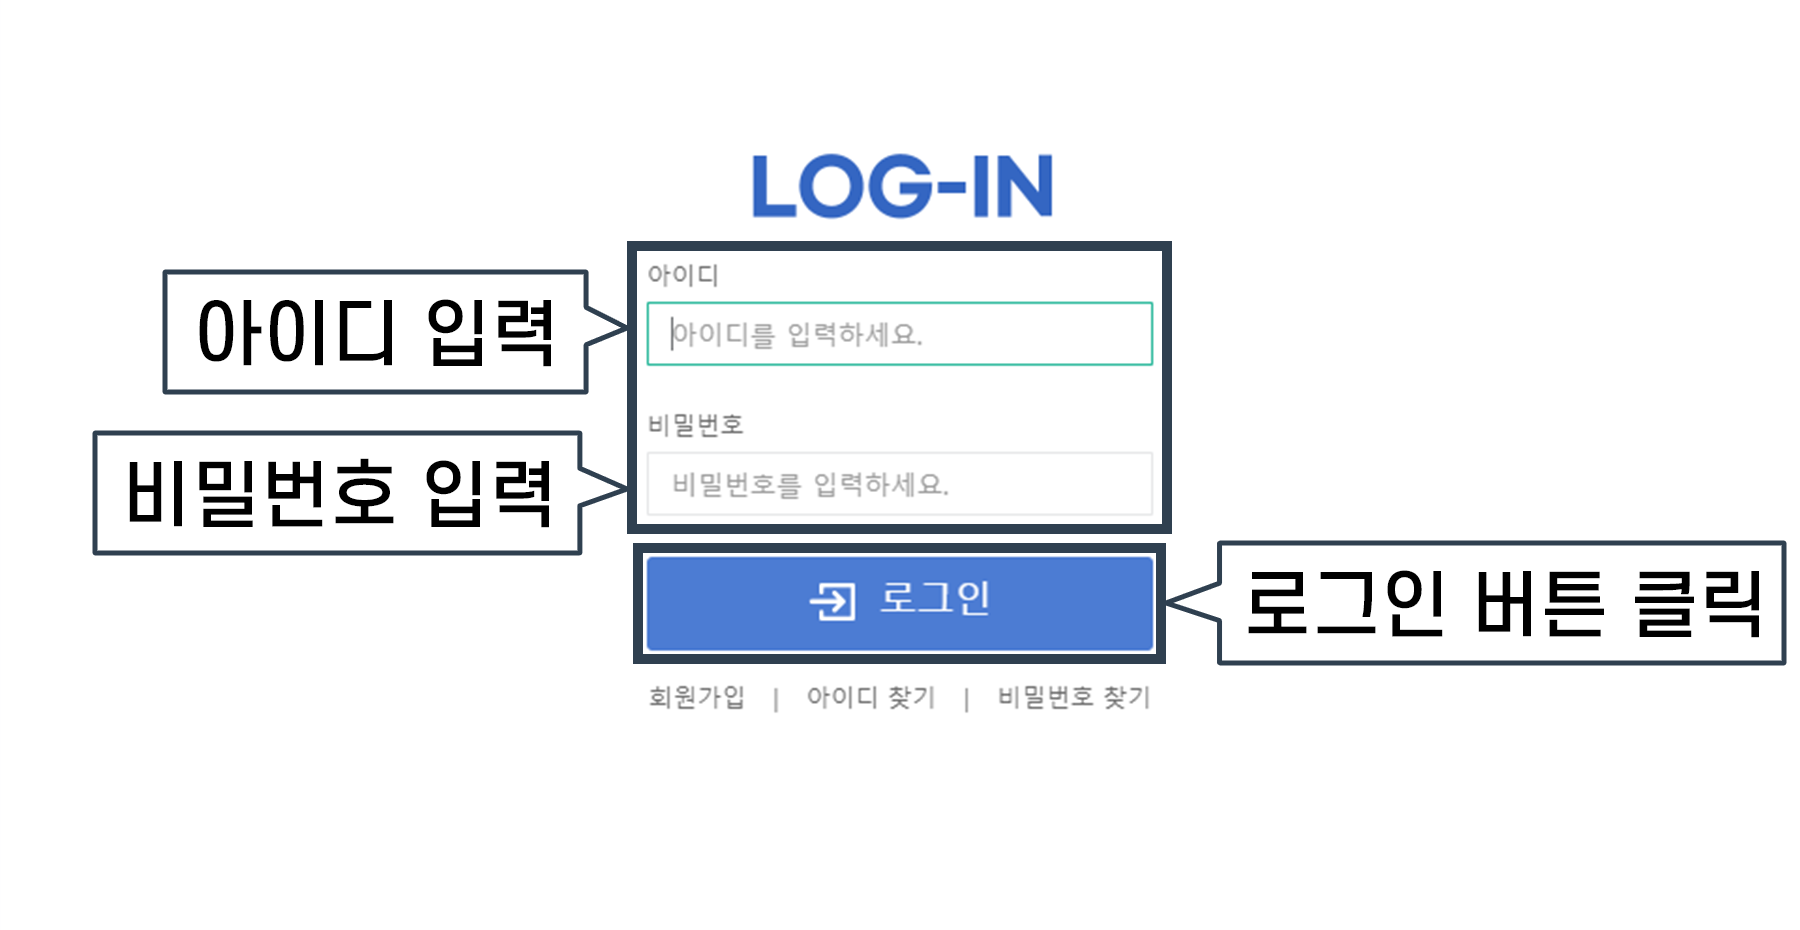 LOG-IN
아이디
아이디 입력
아이디를 입력하세요.
비밀번호
비밀번호 입력
비밀번호를 입력하세요.
로그인
로그인 버튼 클릭
회원가입 | 아이디 찾기 | 비밀번호 찾기